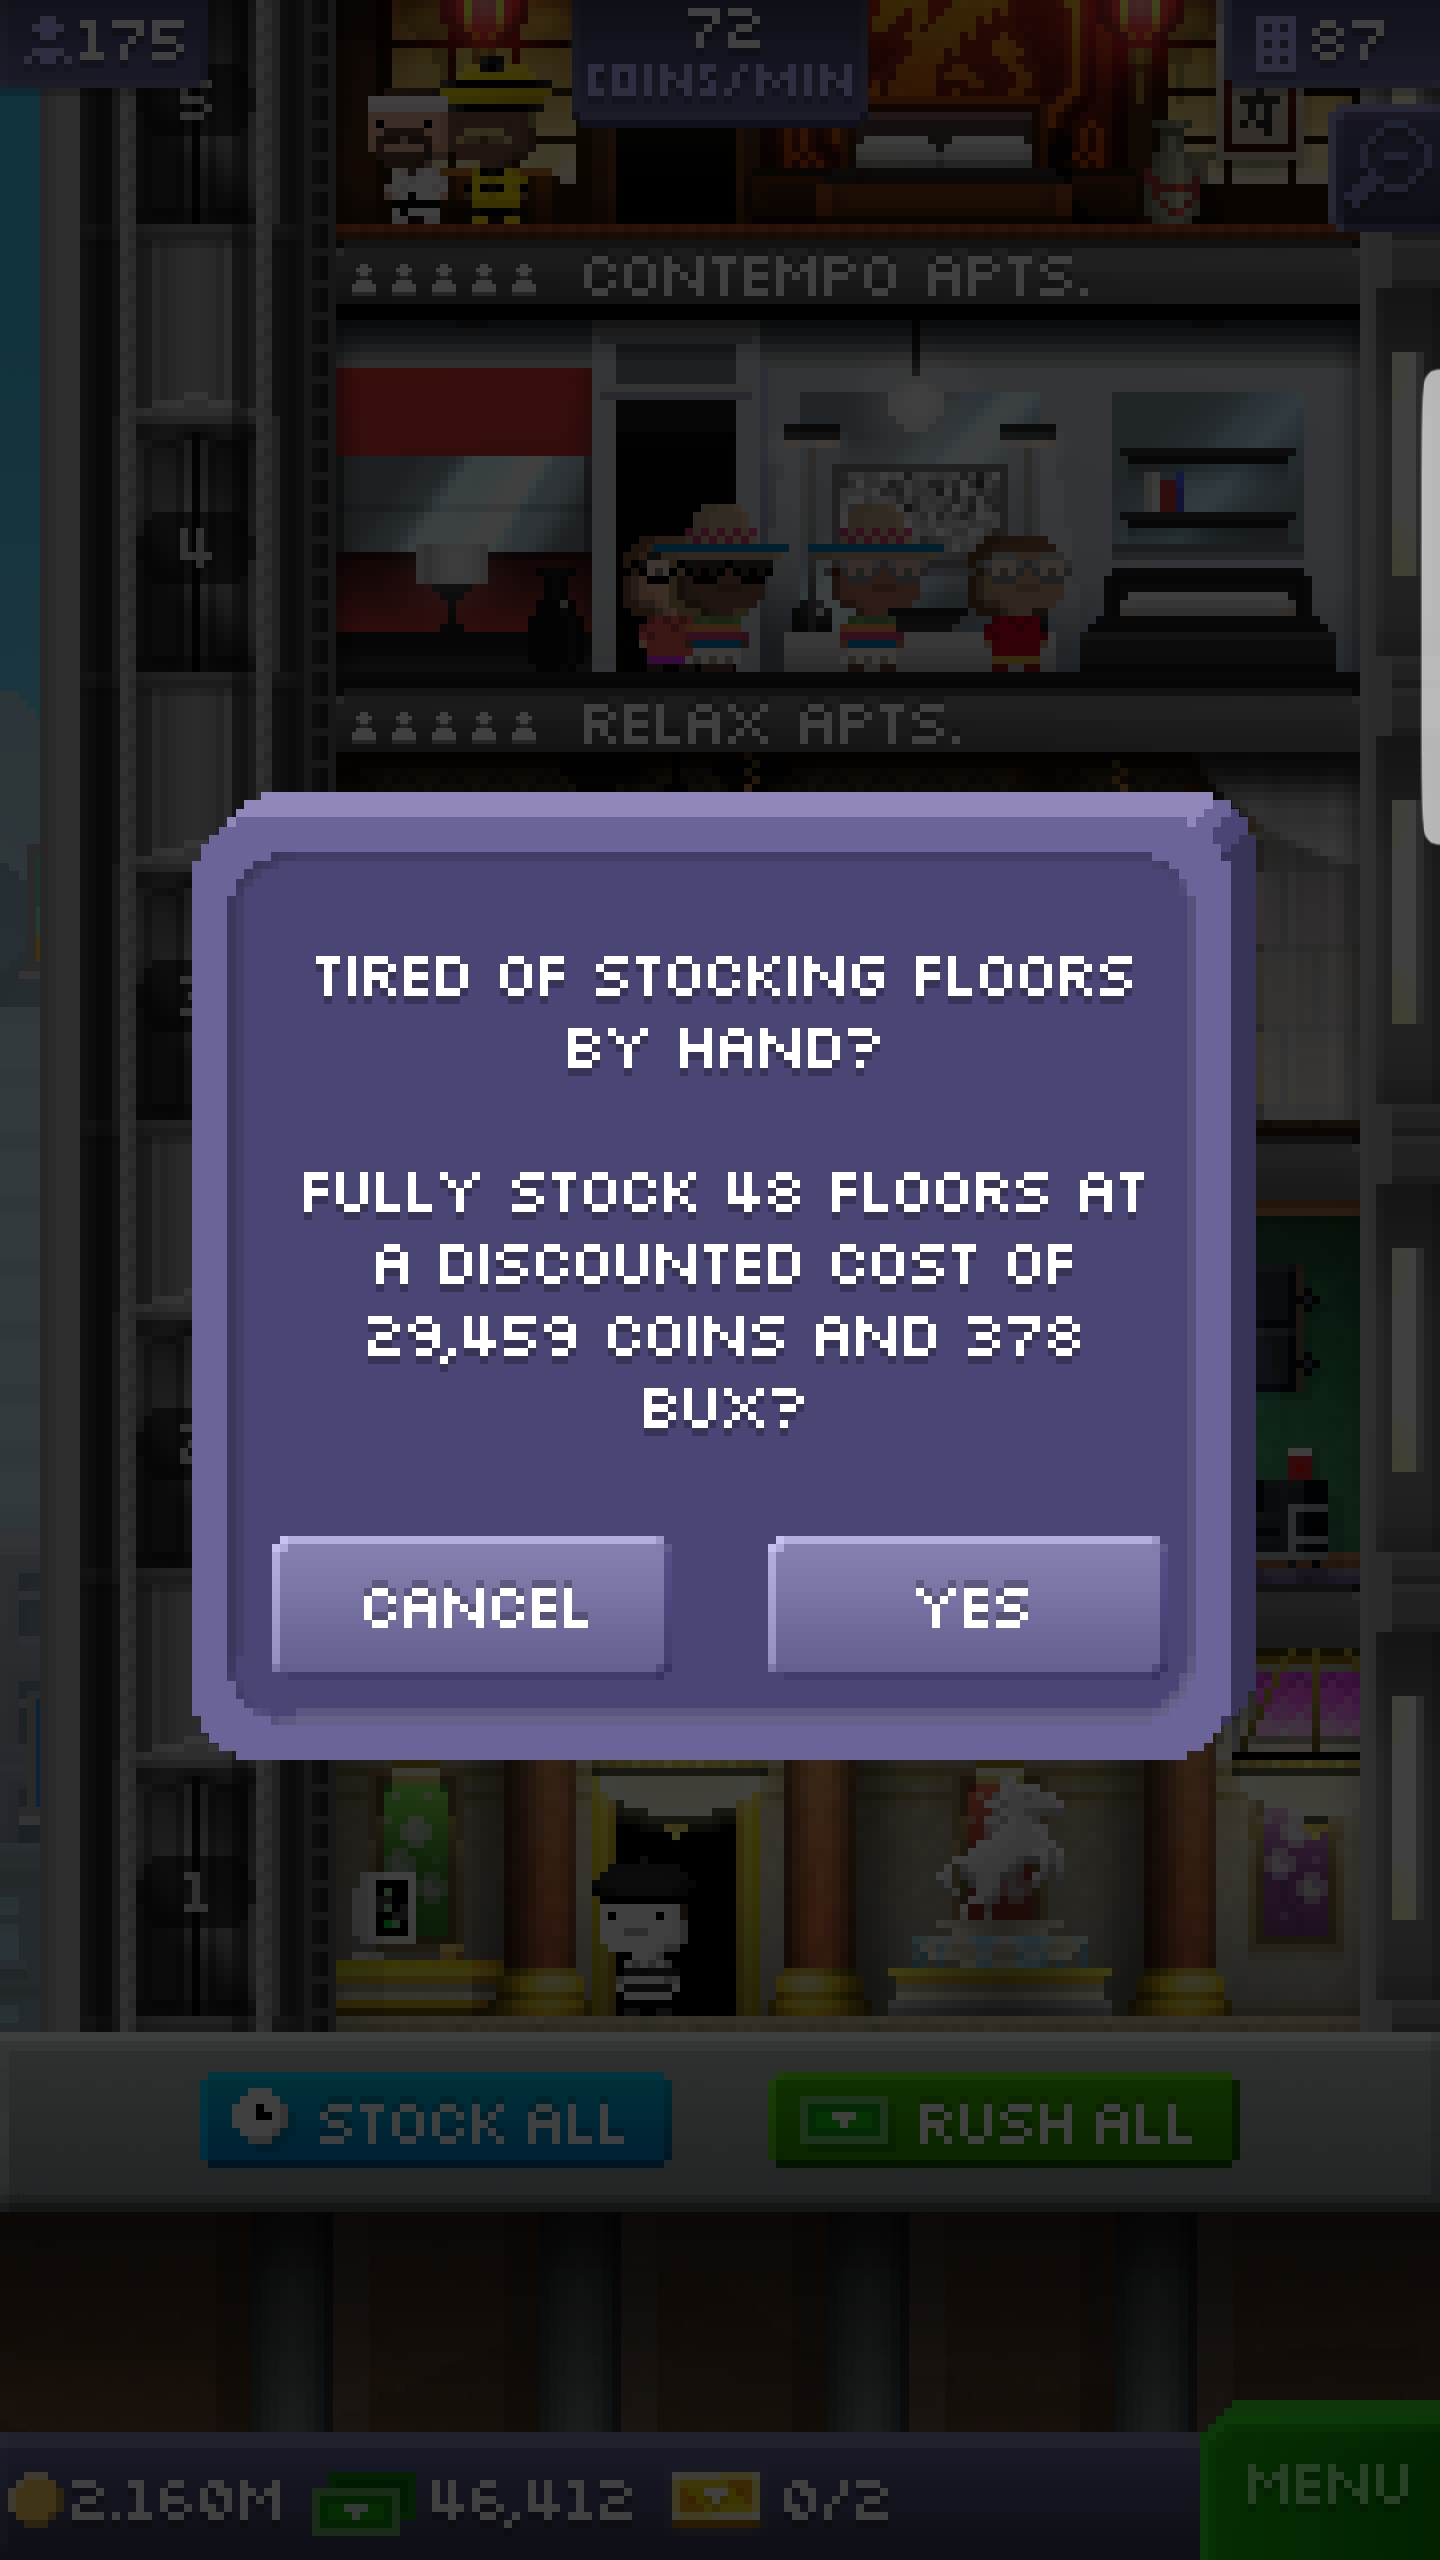 175
72
COINS/MIN
87
5
CONTEMPO APTS.
4
RELAX APTS.
TIRED OF STOCKING FLOORS
BY HAND?
FULLY STOCK 48 FLOORS AT
A DISCOUNTED COST OF
29,459 COINS AND 378
BUX?
CANCEL
YES
1
STOCK ALL
RUSH ALL
2.160M
46,412
0/2
MENU